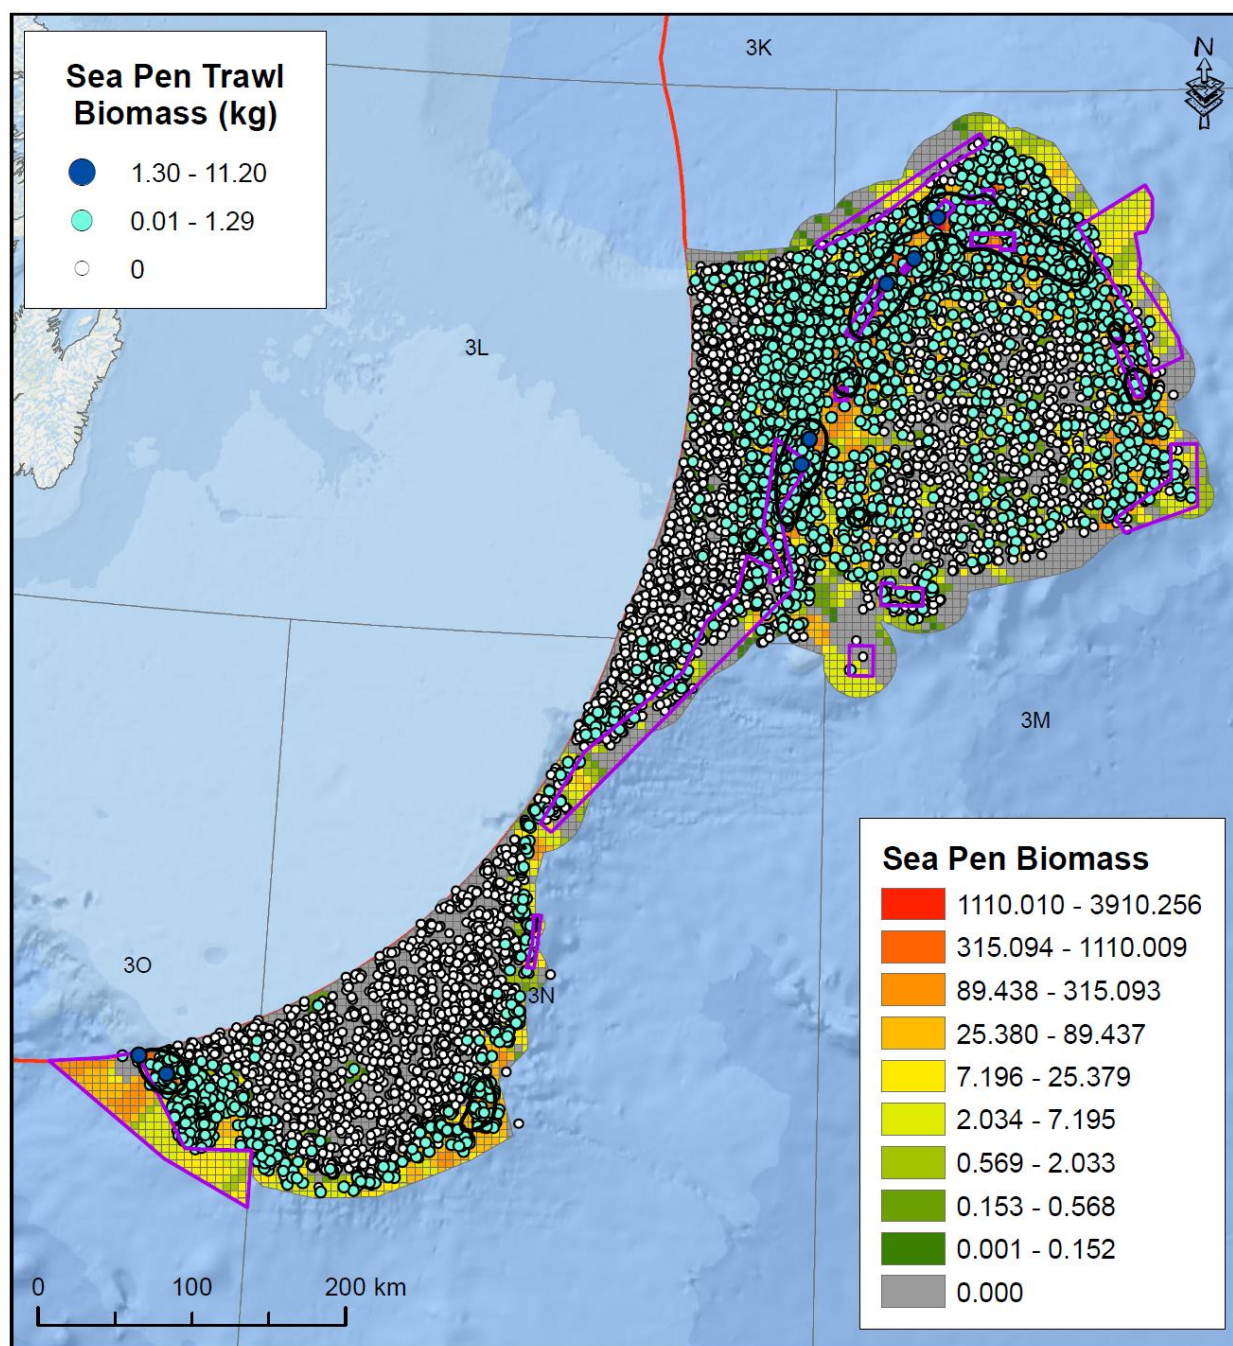 Sea Pen Trawl
Biomass (kg)
1.30 - 11.20
0.01 - 1.29
0
3K
N
3L
3M
3O
3N
Sea Pen Biomass
1110.010 - 3910.256
315.094 - 1110.009
89.438 - 315.093
25.380 - 89.437
7.196 - 25.379
2.034 - 7.195
0.569 - 2.033
0.153 - 0.568
0.001 - 0.152
0.000
0 100 200 km